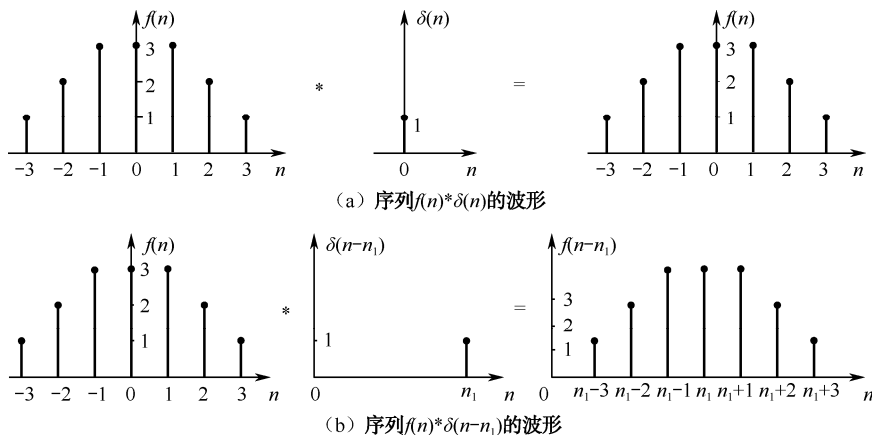 f(n) δ(n) f(n)
3 3
2 * = 2
1 1 1
−3 −2 −1 0 1 2 3 n 0 n −3 −2 −1 0 1 2 3 n
（a）序列f(n)*δ(n)的波形
f(n) δ(n−n₁) f(n−n₁)
3 3
2 * = 2
1 1 1
−3 −2 −1 0 1 2 3 n 0 n₁ n 0 n₁−3 n₁−2 n₁−1 n₁ n₁+1 n₁+2 n₁+3 n
（b）序列f(n)*δ(n−n₁)的波形